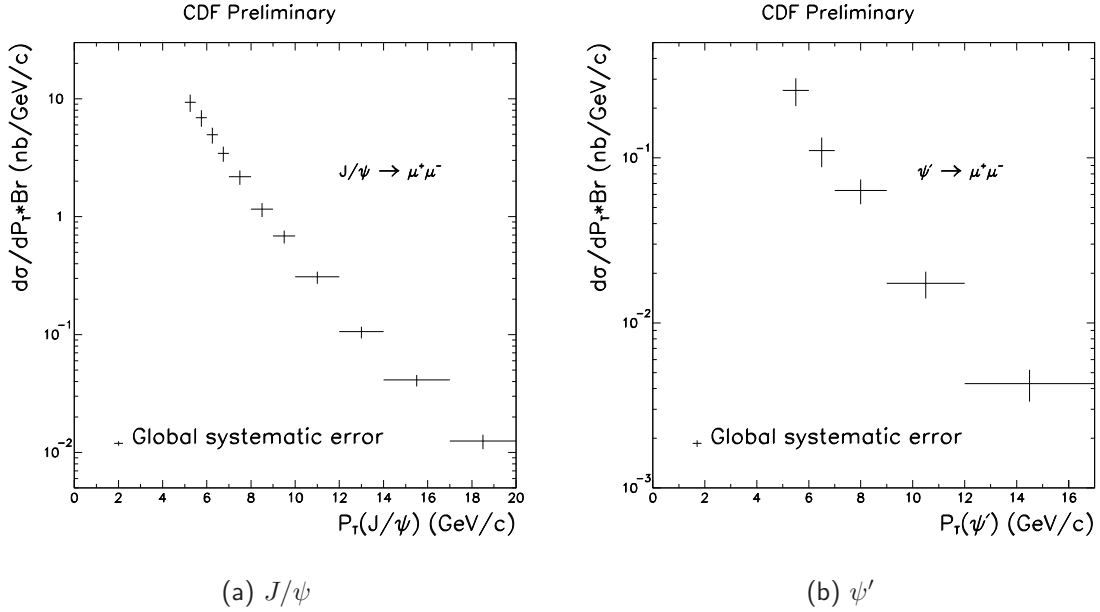 CDF Preliminary
dσ/dP_T*Br (nb/GeV/c)
10
1
10^-1
10^-2
J/ψ → μ⁺μ⁻
Global systematic error
0 2 4 6 8 10 12 14 16 18 20
P_T(J/ψ) (GeV/c)
(a) J/ψ
CDF Preliminary
dσ/dP_T*Br (nb/GeV/c)
10^-1
10^-2
10^-3
ψ′ → μ⁺μ⁻
Global systematic error
0 2 4 6 8 10 12 14 16
P_T(ψ′) (GeV/c)
(b) ψ′